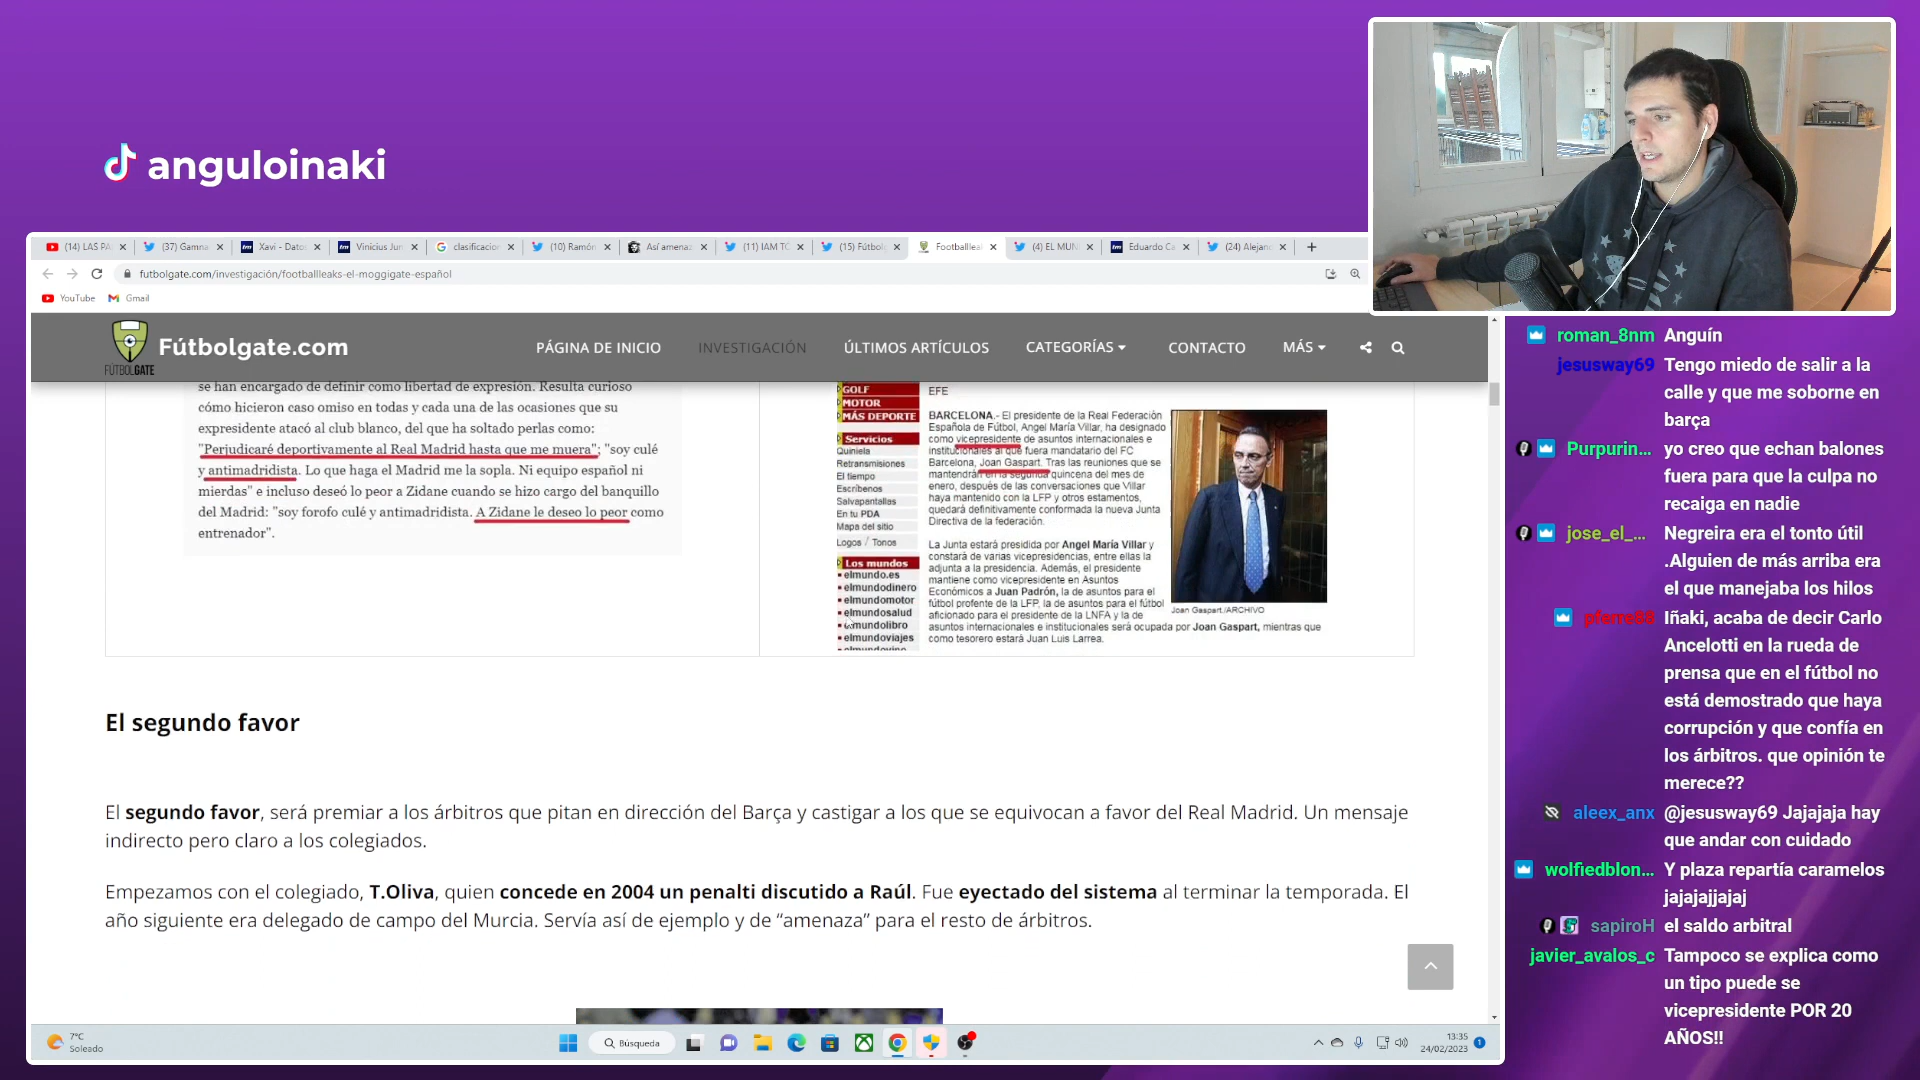 anguloinaki
(14) LAS PA
(37) Gamna
Xavi - Dato
Vinicius Jun
clasificacion
(10) Ramón
Así amenaz
(11) IAM TO
(15) Fútbol
Footballeak
(4) EL MUN
Eduardo Ca
(24) Alejan
futbolgate.com/investigación/footballleaks-el-moggigate-español
YouTube
Gmail
FÚTBOLGATE
Fútbolgate.com
PÁGINA DE INICIO
INVESTIGACIÓN
ÚLTIMOS ARTÍCULOS
CATEGORÍAS
CONTACTO
MÁS
se han encargado de definir como libertad de expresión. Resulta curioso
cómo hicieron caso omiso en todas y cada una de las ocasiones que su
expresidente atacó al club blanco, del que ha soltado perlas como:
"Perjudicaré deportivamente al Real Madrid hasta que me muera"; "soy culé
y antimadridista. Lo que haga el Madrid me la sopla. Ni equipo español ni
mierdas" e incluso deseó lo peor a Zidane cuando se hizo cargo del banquillo
del Madrid: "soy forofo culé y antimadridista. A Zidane le deseo lo peor como
entrenador".
GOLF
MOTOR
MÁS DEPORTE
Servicios
Quiniela
Retransmisiones
El tiempo
Escríbenos
Salvapantallas
En tu PDA
Mapa del sitio
Logos / Tonos
Los mundos
elmundo.es
elmundodinero
elmundomotor
elmundosalud
elmundolibro
elmundoviajes
elmundovino
EFE
BARCELONA.- El presidente de la Real Federación
Española de Fútbol, Angel María Villar, ha designado
como vicepresidente de asuntos internacionales e
institucionales al que fuera mandatario del FC
Barcelona, Joan Gaspart. Tras las reuniones que se
mantendrán en la segunda quincena del mes de
enero, después de las conversaciones que Villar
haya mantenido con la LFP y otros estamentos,
quedará definitivamente conformada la nueva Junta
Directiva de la federación.
La Junta estará presidida por Angel María Villar y
constará de varias vicepresidencias, entre ellas la
adjunta a la presidencia. Además, el presidente
mantiene como vicepresidente en Asuntos
Económicos a Juan Padrón, la de asuntos para el
fútbol profente de la LFP, la de asuntos para el fútbol
aficionado para el presidente de la LNFA y la de
asuntos internacionales e institucionales será ocupada por Joan Gaspart, mientras que
como tesorero estará Juan Luis Larrea.
Joan Gaspart./ARCHIVO
El segundo favor
El segundo favor, será premiar a los árbitros que pitan en dirección del Barça y castigar a los que se equivocan a favor del Real Madrid. Un mensaje
indirecto pero claro a los colegiados.
Empezamos con el colegiado, T.Oliva, quien concede en 2004 un penalti discutido a Raúl. Fue eyectado del sistema al terminar la temporada. El
año siguiente era delegado de campo del Murcia. Servía así de ejemplo y de “amenaza” para el resto de árbitros.
7°C
Soleado
Búsqueda
13:35
24/02/2023
1
roman_8nm Anguín
jesusway69 Tengo miedo de salir a la
calle y que me soborne en
barça
Purpurin... yo creo que echan balones
fuera para que la culpa no
recaiga en nadie
jose_el_... Negreira era el tonto útil
.Alguien de más arriba era
el que manejaba los hilos
pierre88 Iñaki, acaba de decir Carlo
Ancelotti en la rueda de
prensa que en el fútbol no
está demostrado que haya
corrupción y que confía en
los árbitros. que opinión te
merece??
aleex_anx @jesusway69 Jajajaja hay
que andar con cuidado
wolfiedblon... Y plaza repartía caramelos
jajajajjajaj
sapiroH el saldo arbitral
javier_avalos_c Tampoco se explica como
un tipo puede se
vicepresidente POR 20
AÑOS!!